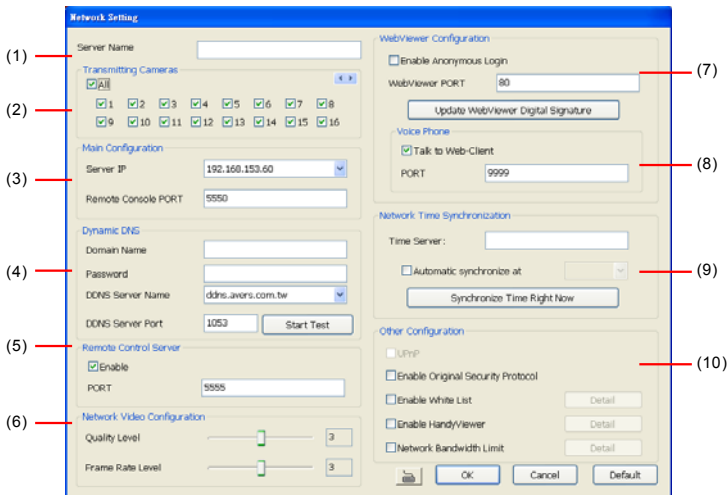 Network Setting
(1)
Server Name
(2)
Transmitting Cameras
All
1 2 3 4 5 6 7 8
9 10 11 12 13 14 15 16
(3)
Main Configuration
Server IP 192.168.153.60
Remote Console PORT 5550
(4)
Dynamic DNS
Domain Name
Password
DDNS Server Name ddns.avers.com.tw
DDNS Server Port 1053 Start Test
(5)
Remote Control Server
Enable
PORT 5555
(6)
Network Video Configuration
Quality Level 3
Frame Rate Level 3
WebViewer Configuration
Enable Anonymous Login
(7)
WebViewer PORT 80
Update WebViewer Digital Signature
Voice Phone
Talk to Web-Client
(8)
PORT 9999
Network Time Synchronization
Time Server:
(9)
Automatic synchronize at
Synchronize Time Right Now
Other Configuration
(10)
UPnP
Enable Original Security Protocol
Enable White List Detail
Enable HandyViewer Detail
Network Bandwidth Limit Detail
OK Cancel Default